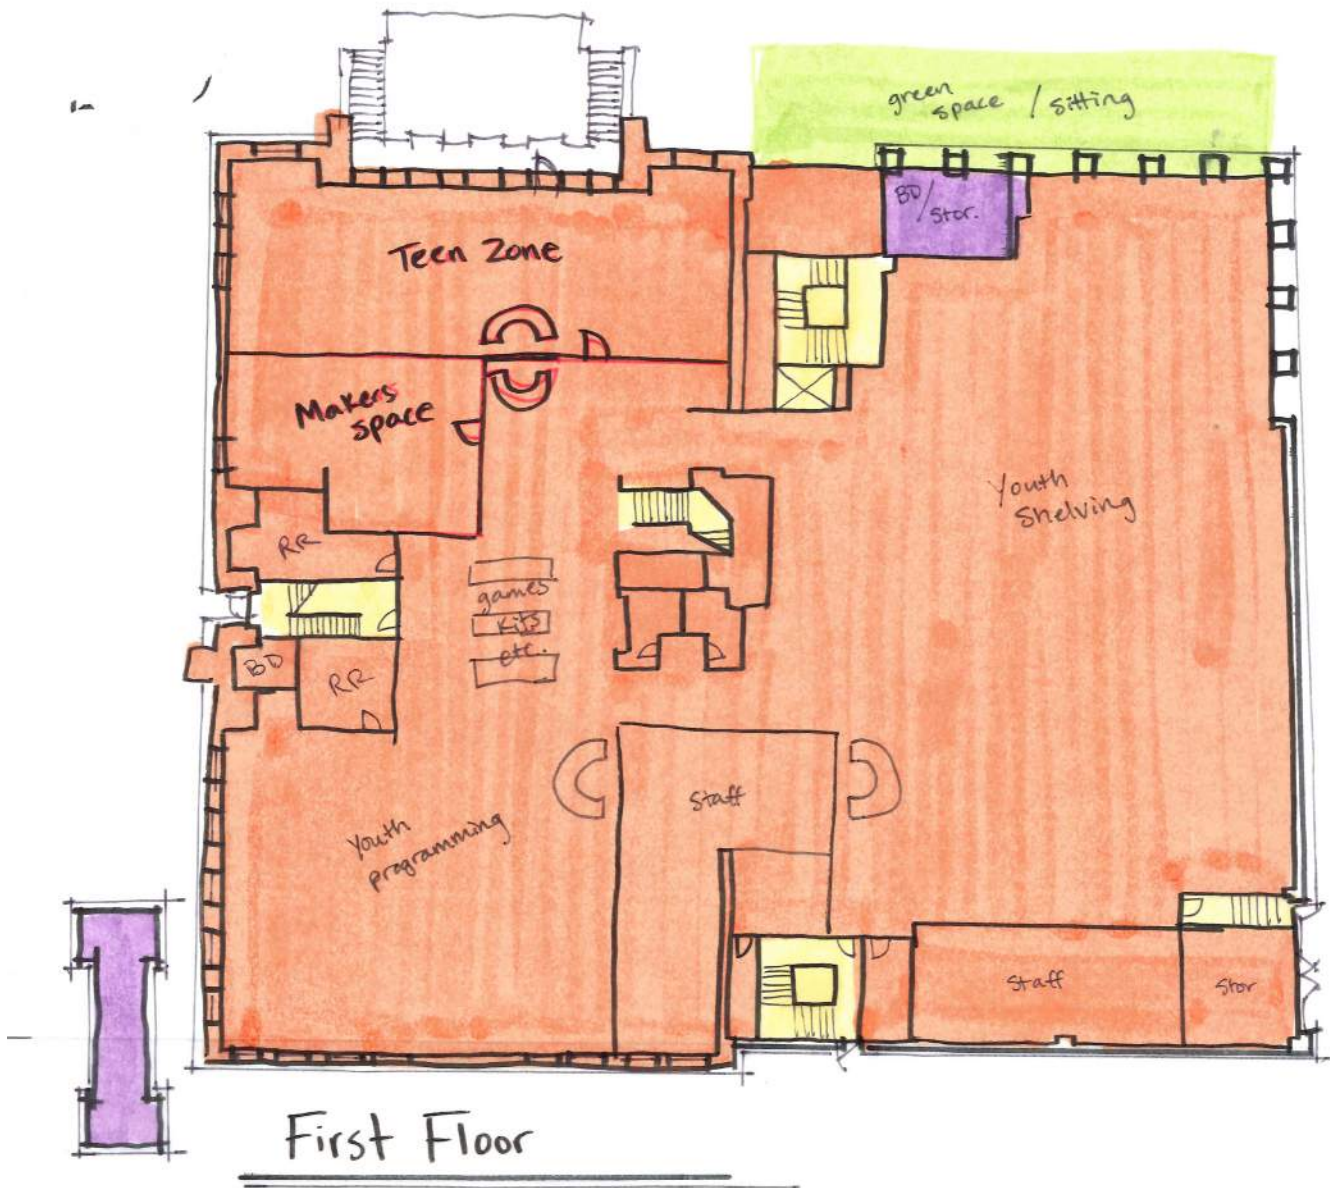 green
space / sitting
BD/
Stor.
Teen Zone
Makers
space
Youth
Shelving
RR
games
kits
etc.
BD
RR
Staff
Youth
programming
Staff
Stor
First Floor